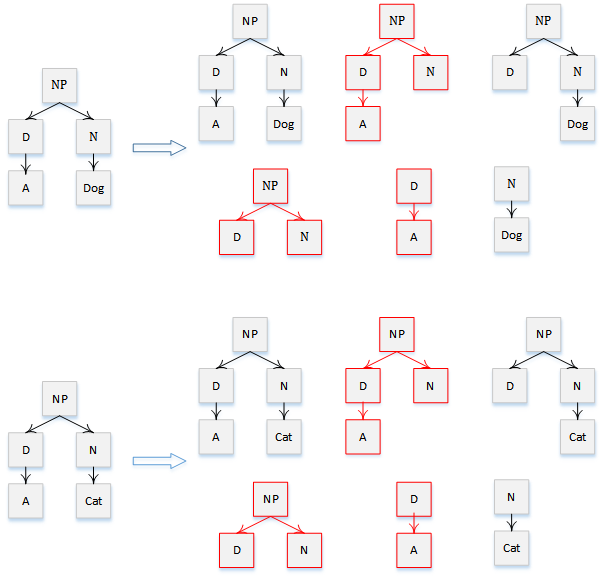 NP NP NP
NP
D N D N D N
D N
A Dog A Dog
A Dog
NP D N
D N A Dog
NP NP NP
NP
D N D N D N
D N
A Cat A Cat
A Cat
NP D N
D N A Cat